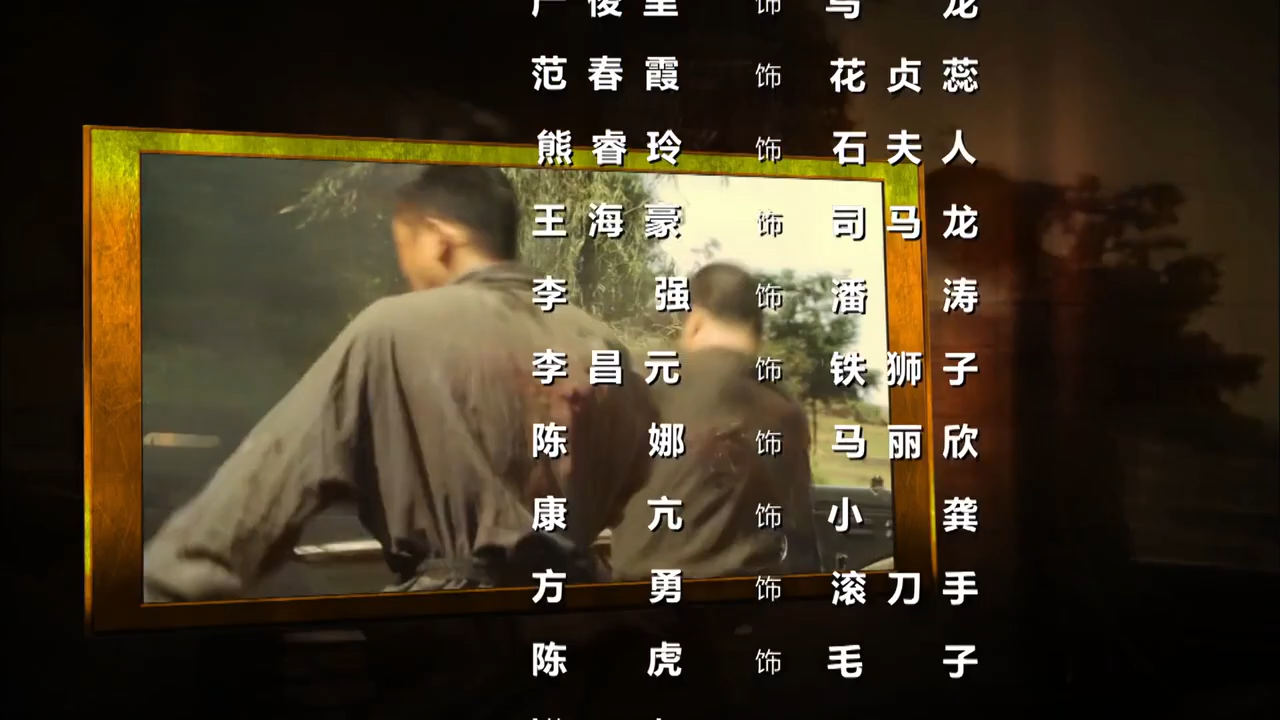 范春霞 饰 花贞蕊
熊睿玲 饰 石夫人
王海豪 饰 司马龙
李强 饰 潘涛
李昌元 饰 铁狮子
陈娜 饰 马丽欣
康亢 饰 小龚
方勇 饰 滚刀手
陈虎 饰 毛子